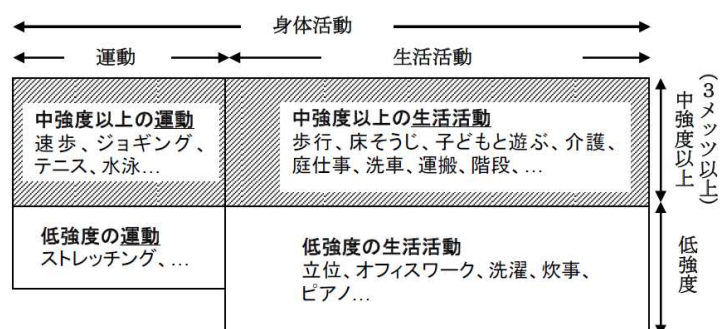 身体活動
運動
生活活動
中強度以上の運動
速歩、ジョギング、
テニス、水泳…
中強度以上の生活活動
歩行、床そうじ、子どもと遊ぶ、介護、
庭仕事、洗車、運搬、階段、…
中強度以上
(3メッツ以上)
低強度の運動
ストレッチング、…
低強度の生活活動
立位、オフィスワーク、洗濯、炊事、
ピアノ…
低強度